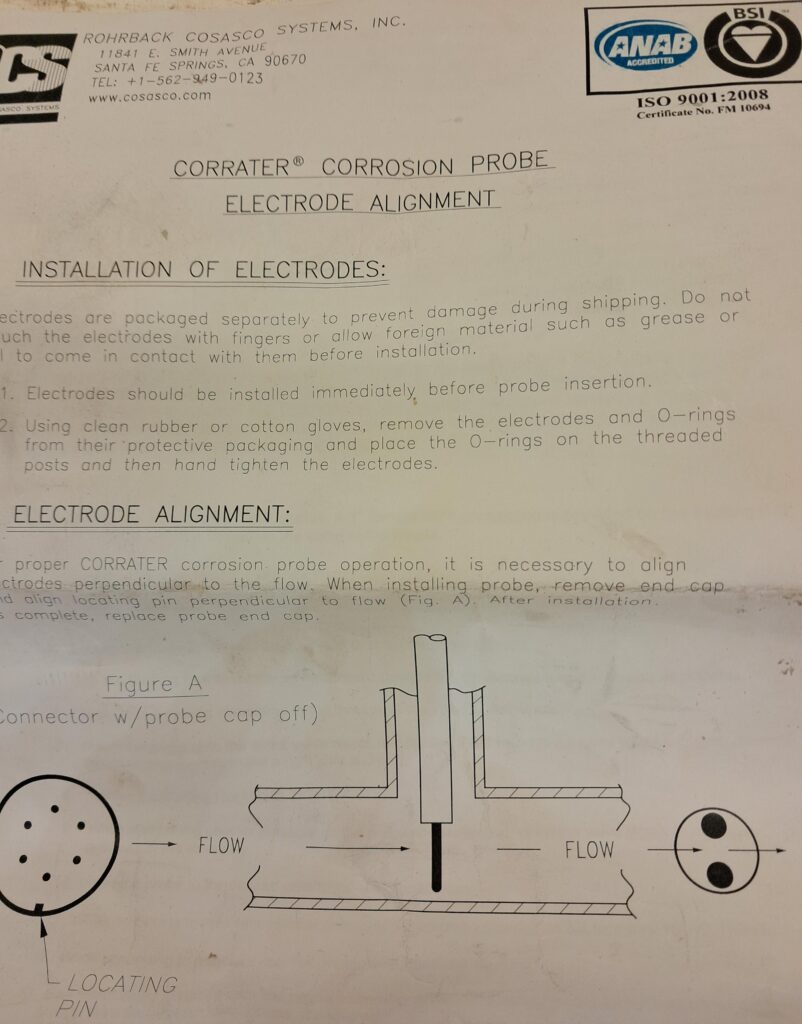 ROHRBACK COSASCO SYSTEMS, INC.
11841 E. SMITH AVENUE
SANTA FE SPRINGS, CA 90670
TEL: +1-562-949-0123
www.cosasco.com
CS
ASCO SYSTEMS
ANAB
ACCREDITED
BSI
ISO 9001:2008
Certificate No. FM 10694
CORRATER® CORROSION PROBE
ELECTRODE ALIGNMENT
INSTALLATION OF ELECTRODES:
ectrodes are packaged separately to prevent damage during shipping. Do not
uch the electrodes with fingers or allow foreign material such as grease or
l to come in contact with them before installation.
1. Electrodes should be installed immediately before probe insertion.
2. Using clean rubber or cotton gloves, remove the electrodes and O-rings
from their protective packaging and place the O-rings on the threaded
posts and then hand tighten the electrodes.
ELECTRODE ALIGNMENT:
r proper CORRATER corrosion probe operation, it is necessary to align
ctrodes perpendicular to the flow. When installing probe, remove end cap
nd align locating pin perpendicular to flow (Fig. A). After installation
s complete, replace probe end cap.
Figure A
Connector w/probe cap off)
FLOW
FLOW
LOCATING
PIN